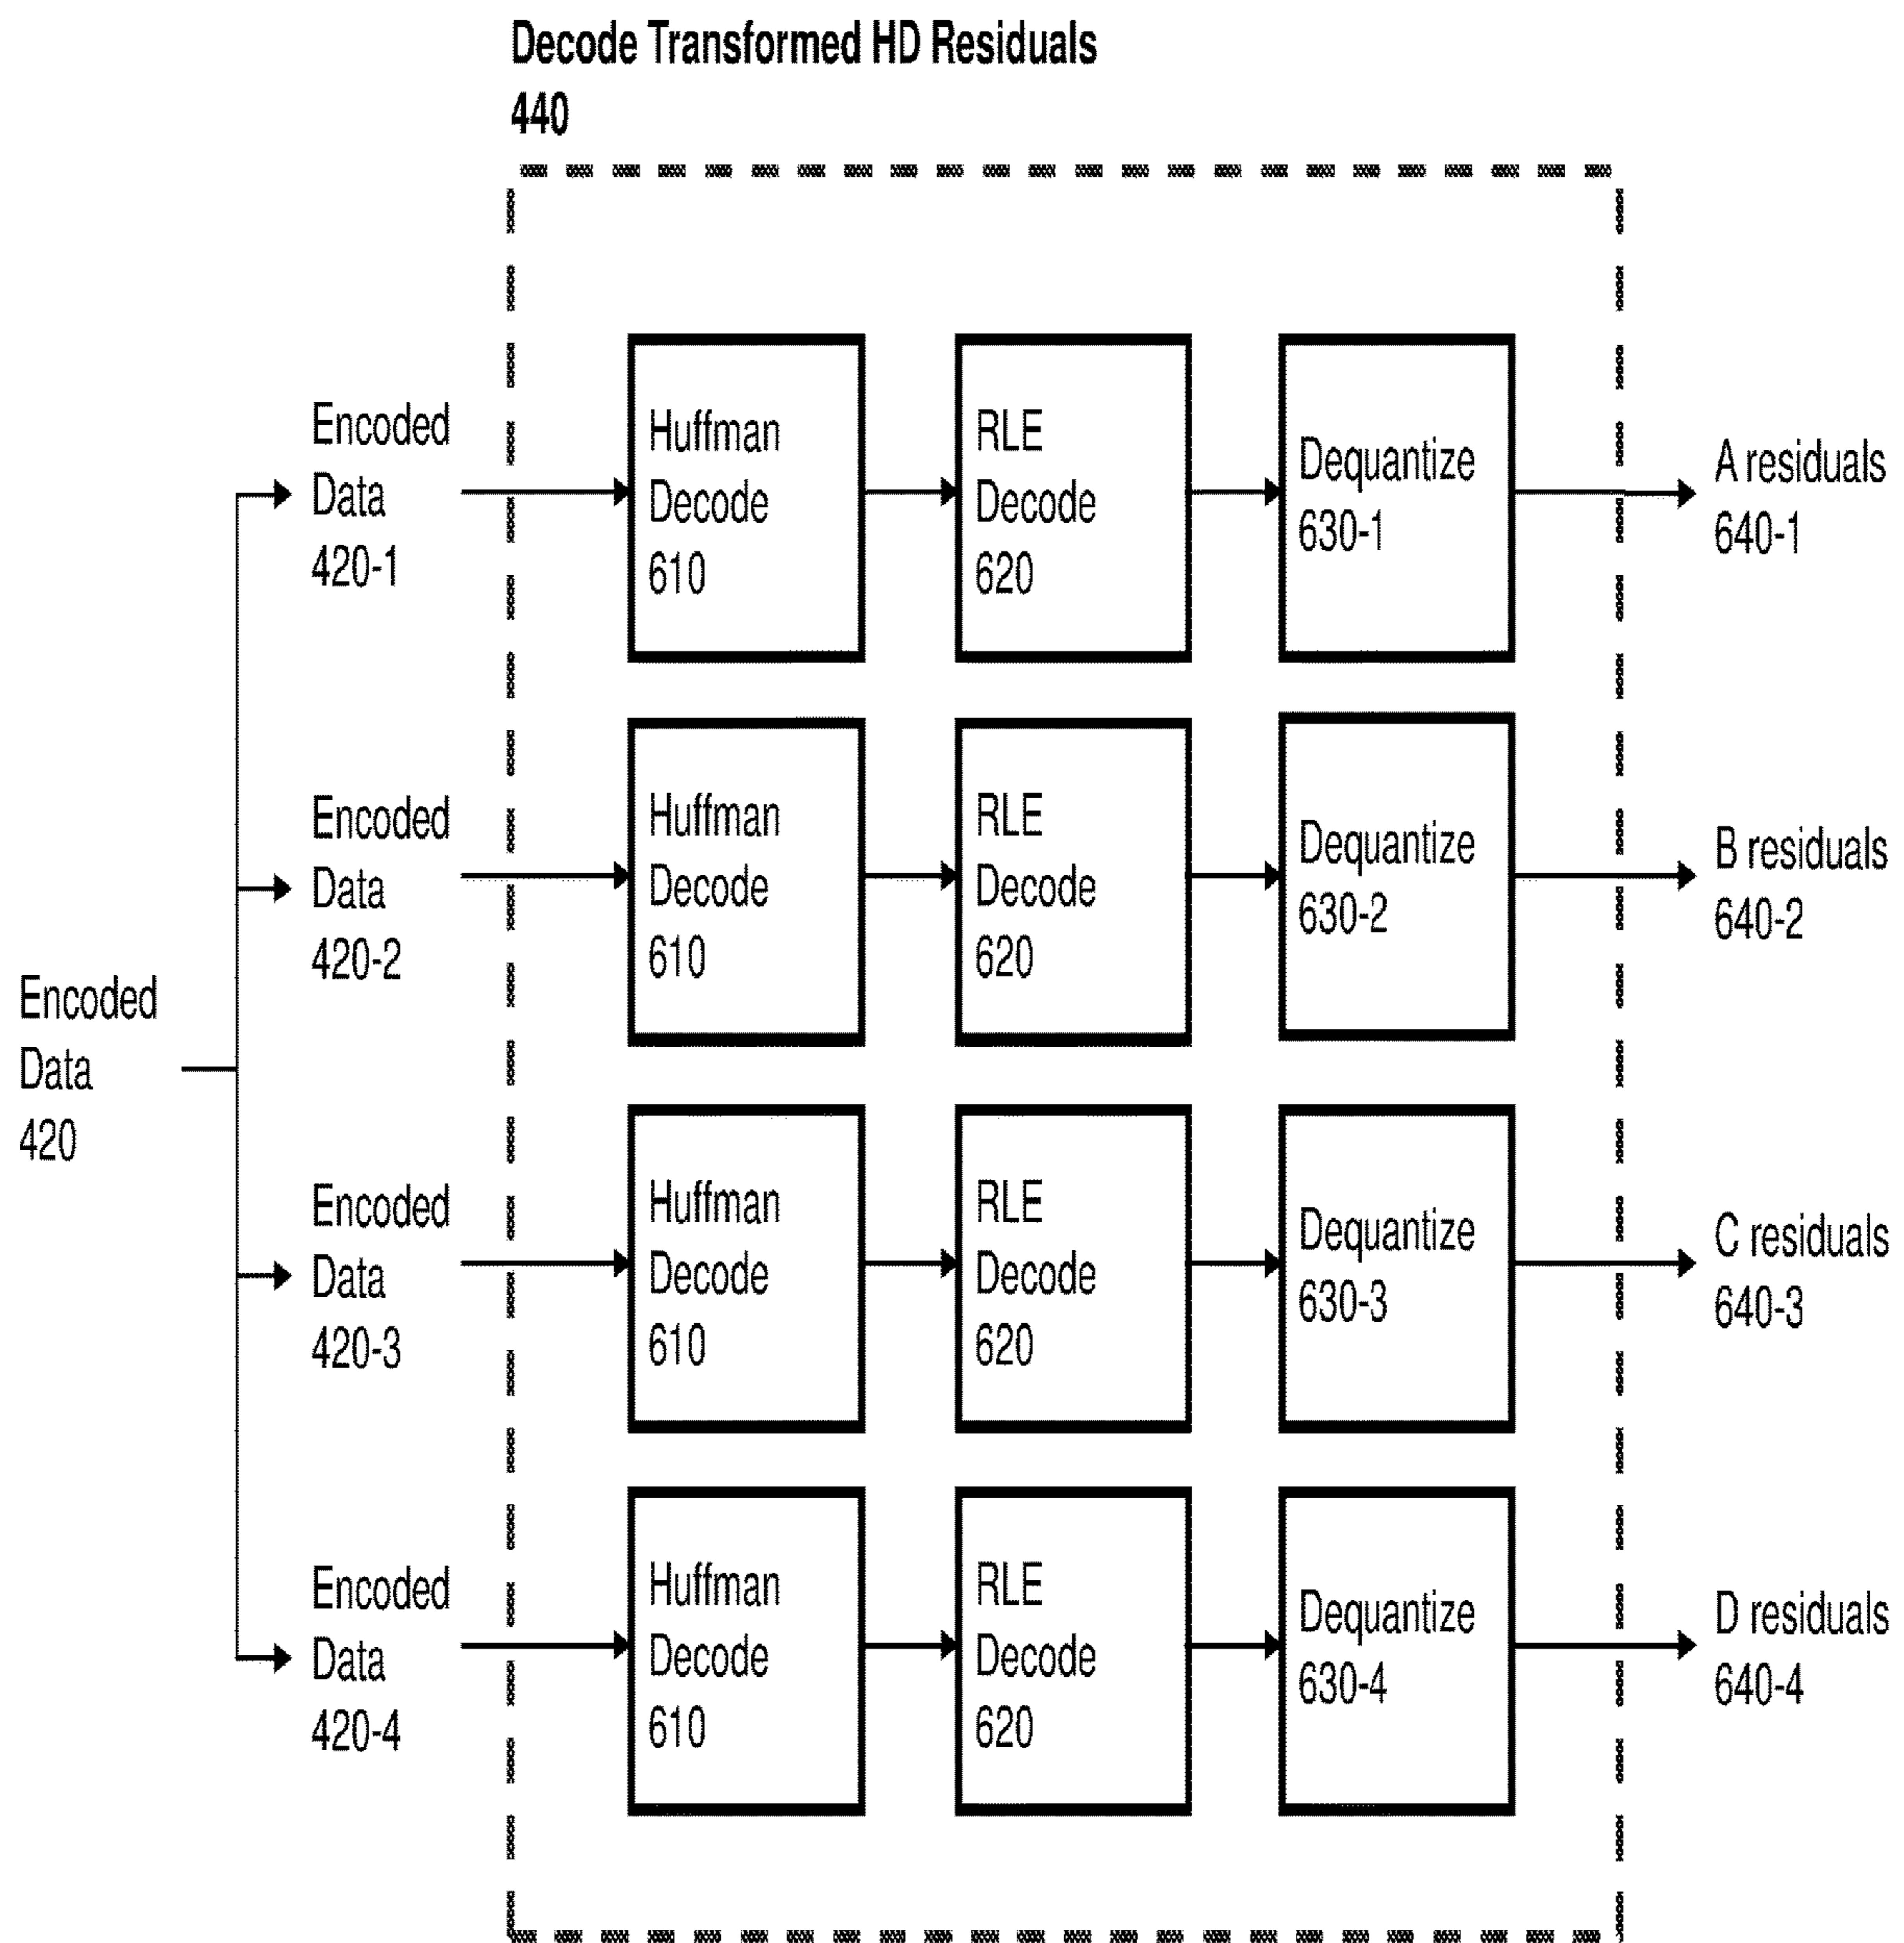 Decode Transformed HD Residuals
440
Encoded
Data
420
Encoded
Data
420-1
Huffman
Decode
610
RLE
Decode
620
Dequantize
630-1
A residuals
640-1
Encoded
Data
420-2
Huffman
Decode
610
RLE
Decode
620
Dequantize
630-2
B residuals
640-2
Encoded
Data
420-3
Huffman
Decode
610
RLE
Decode
620
Dequantize
630-3
C residuals
640-3
Encoded
Data
420-4
Huffman
Decode
610
RLE
Decode
620
Dequantize
630-4
D residuals
640-4